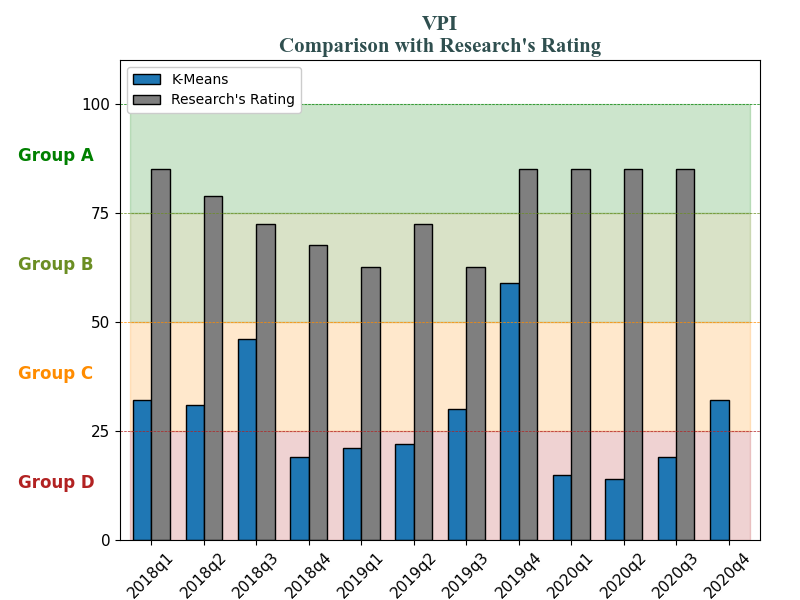 VPI
Comparison with Research's Rating
K-Means
Research's Rating
100
Group A
75
Group B
50
Group C
25
Group D
0
2018q1
2018q2
2018q3
2018q4
2019q1
2019q2
2019q3
2019q4
2020q1
2020q2
2020q3
2020q4